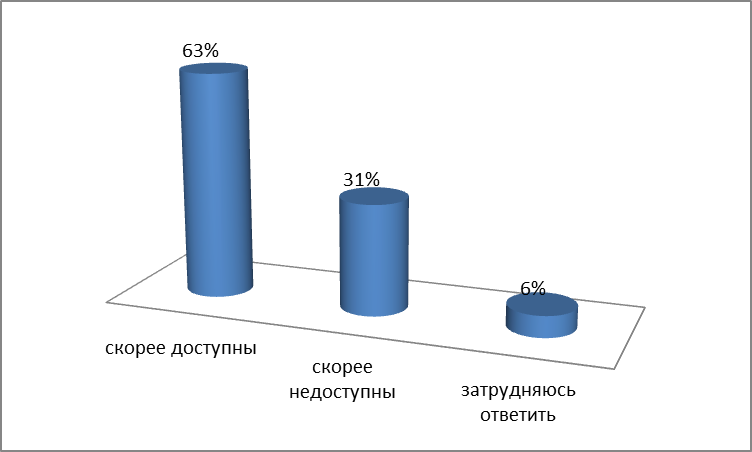 63%
31%
6%
скорее доступны
скорее
недоступны
затрудняюсь
ответить